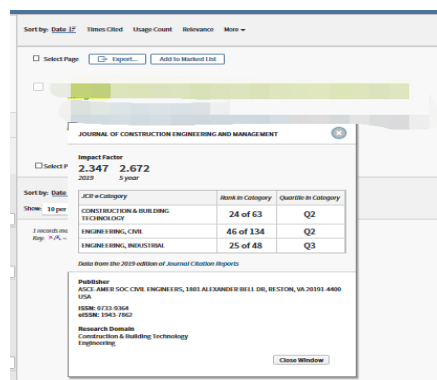 Sort by: Date Times Cited Usage Count Relevance More
Select Page Export... Add to Marked List
JOURNAL OF CONSTRUCTION ENGINEERING AND MANAGEMENT
Impact Factor
2.347 2.672
2019 5 year
JCR ® Category Rank in Category Quartile in Category
CONSTRUCTION & BUILDING
TECHNOLOGY 24 of 63 Q2
ENGINEERING, CIVIL 46 of 134 Q2
ENGINEERING, INDUSTRIAL 25 of 48 Q3
Data from the 2019 edition of Journal Citation Reports
Publisher
ASCE-AMER SOC CIVIL ENGINEERS, 1801 ALEXANDER BELL DR, RESTON, VA 20191-4400
USA
ISSN: 0733-9364
eISSN: 1943-7862
Research Domain
Construction & Building Technology
Engineering
Close Window
Select P
Sort by: Date
Show: 10 per
1 records ma
Key: